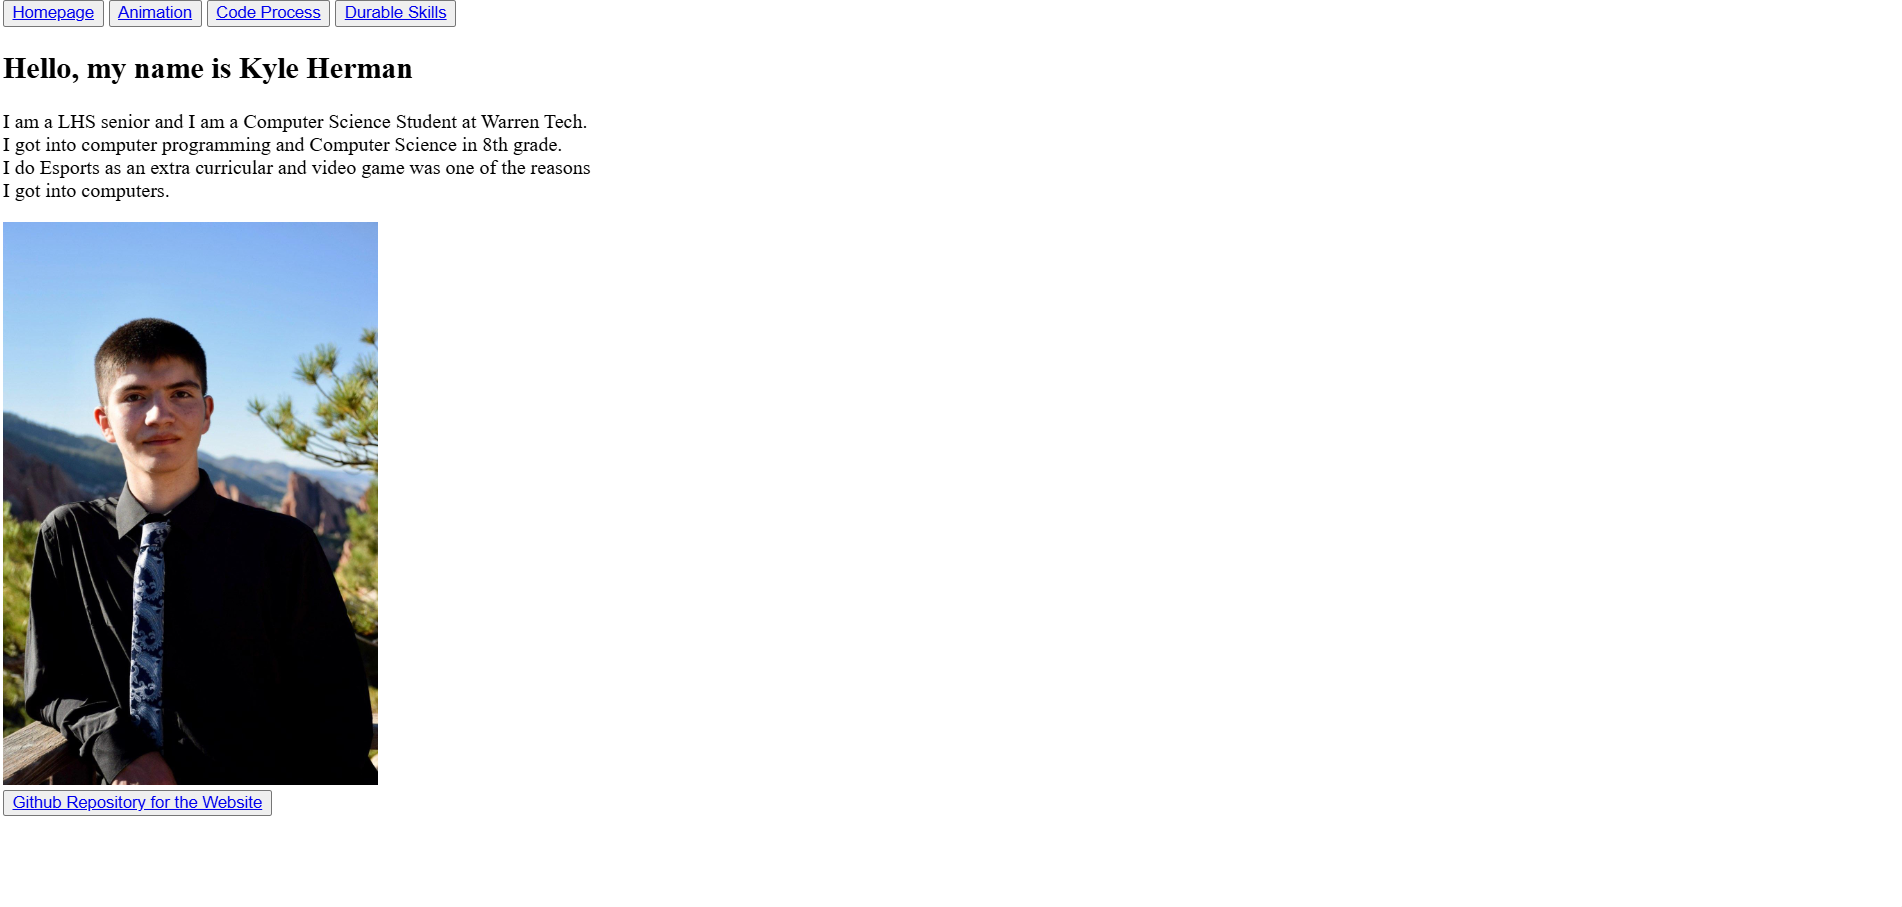 Homepage Animation Code Process Durable Skills
Hello, my name is Kyle Herman
I am a LHS senior and I am a Computer Science Student at Warren Tech.
I got into computer programming and Computer Science in 8th grade.
I do Esports as an extra curricular and video game was one of the reasons
I got into computers.
Github Repository for the Website